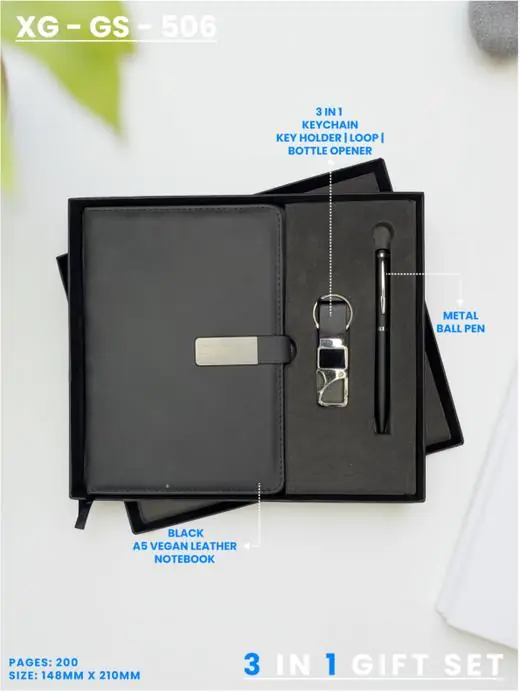 XG - GS - 506
3 IN 1
KEYCHAIN
KEY HOLDER | LOOP |
BOTTLE OPENER
METAL
BALL PEN
BLACK
A5 VEGAN LEATHER
NOTEBOOK
PAGES: 200
SIZE: 148MM X 210MM
3 IN 1 GIFT SET